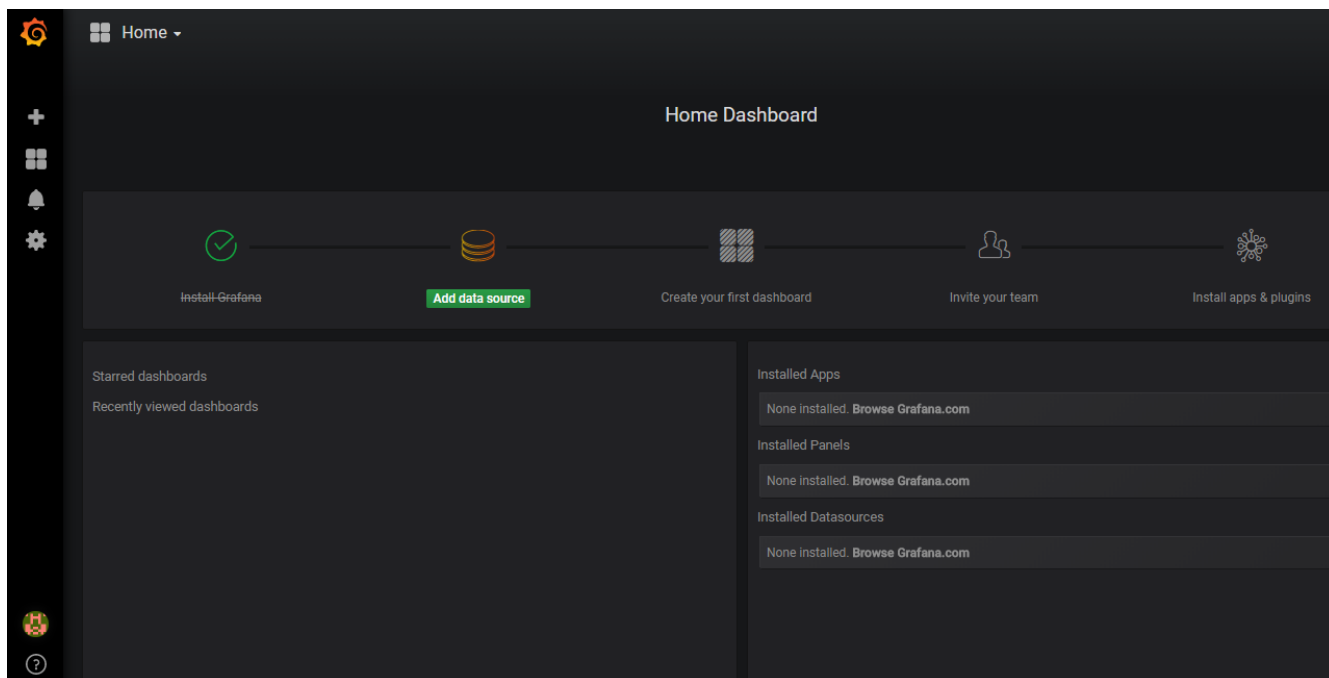 Home
Home Dashboard
Install Grafana
Add data source
Create your first dashboard
Invite your team
Install apps & plugins
Starred dashboards
Recently viewed dashboards
Installed Apps
None installed. Browse Grafana.com
Installed Panels
None installed. Browse Grafana.com
Installed Datasources
None installed. Browse Grafana.com